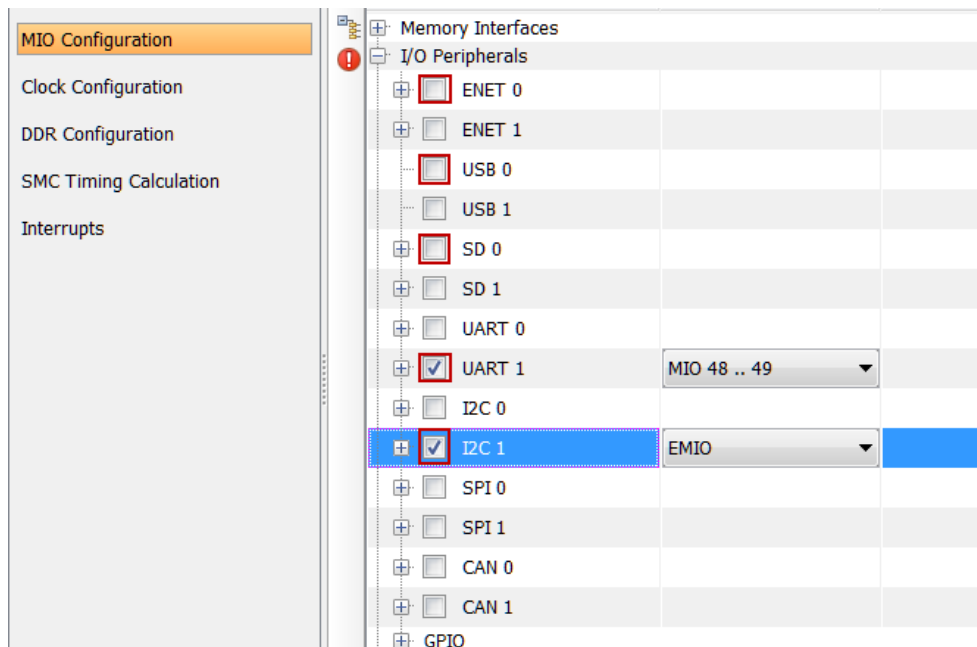 MIO Configuration
Clock Configuration
DDR Configuration
SMC Timing Calculation
Interrupts
Memory Interfaces
I/O Peripherals
ENET 0
ENET 1
USB 0
USB 1
SD 0
SD 1
UART 0
UART 1 MIO 48 .. 49
I2C 0
I2C 1 EMIO
SPI 0
SPI 1
CAN 0
CAN 1
GPIO